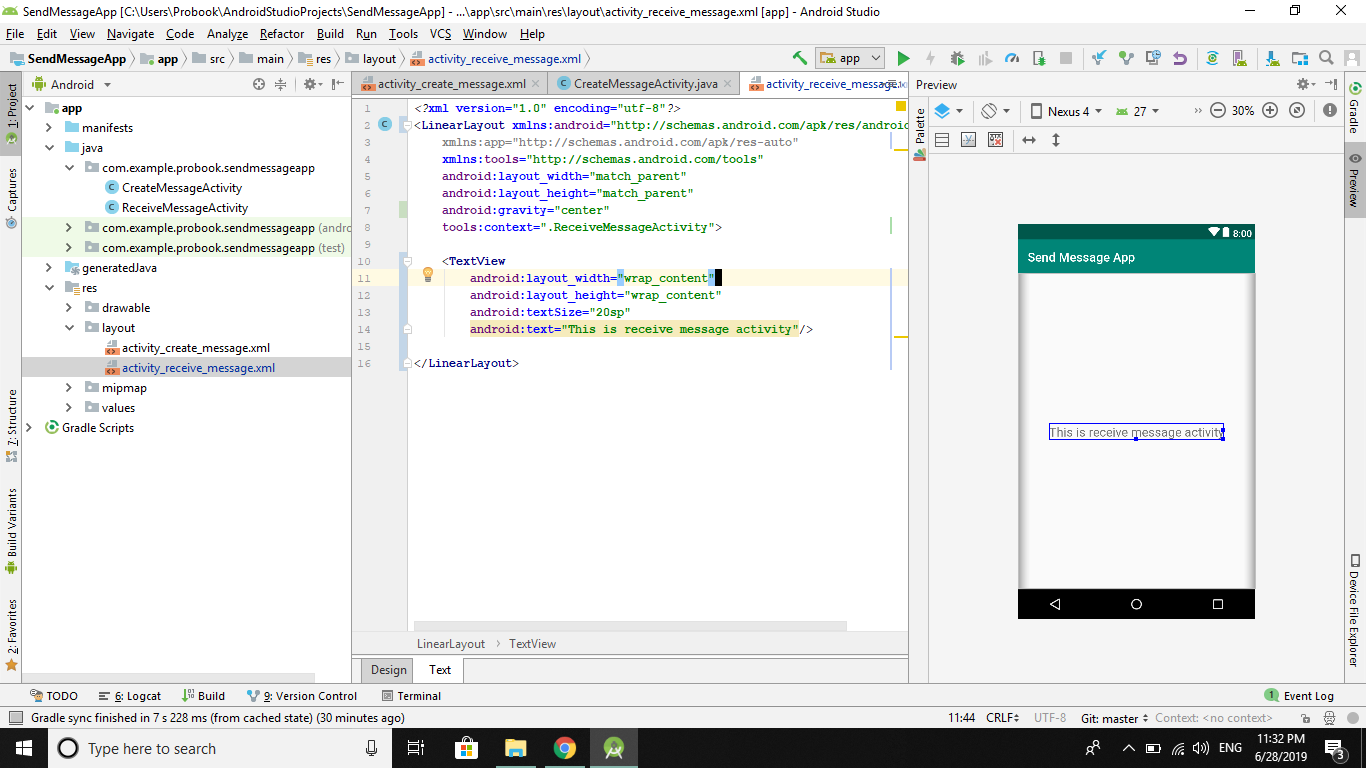 SendMessageApp [C:\Users\Probook\AndroidStudioProjects\SendMessageApp] - ...\app\src\main\res\layout\activity_receive_message.xml [app] - Android Studio
File Edit View Navigate Code Analyze Refactor Build Run Tools VCS Window Help
SendMessageApp app src main res layout activity_receive_message.xml app
Android
activity_create_message.xml CreateMessageActivity.java activity_receive_message.
Preview
Nexus 4 27 30%
1: Project
Captures
7: Structure
Build Variants
2: Favorites
app
manifests
java
com.example.probook.sendmessageapp
CreateMessageActivity
ReceiveMessageActivity
com.example.probook.sendmessageapp (andro
com.example.probook.sendmessageapp (test)
generatedJava
res
drawable
layout
activity_create_message.xml
activity_receive_message.xml
mipmap
values
Gradle Scripts
1 <?xml version="1.0" encoding="utf-8"?>
2 <LinearLayout xmlns:android="http://schemas.android.com/apk/res/android
3 xmlns:app="http://schemas.android.com/apk/res-auto"
4 xmlns:tools="http://schemas.android.com/tools"
5 android:layout_width="match_parent"
6 android:layout_height="match_parent"
7 android:gravity="center"
8 tools:context=".ReceiveMessageActivity">
9
10 <TextView
11 android:layout_width="wrap_content"
12 android:layout_height="wrap_content"
13 android:textSize="20sp"
14 android:text="This is receive message activity"/>
15
16 </LinearLayout>
LinearLayout TextView
Design Text
Palette
8:00
Send Message App
This is receive message activity
Gradle
Preview
Device File Explorer
TODO 6: Logcat Build 9: Version Control Terminal 1 Event Log
Gradle sync finished in 7 s 228 ms (from cached state) (30 minutes ago) 11:44 CRLF UTF-8 Git: master Context: <no context>
Type here to search
ENG
11:32 PM
6/28/2019
3